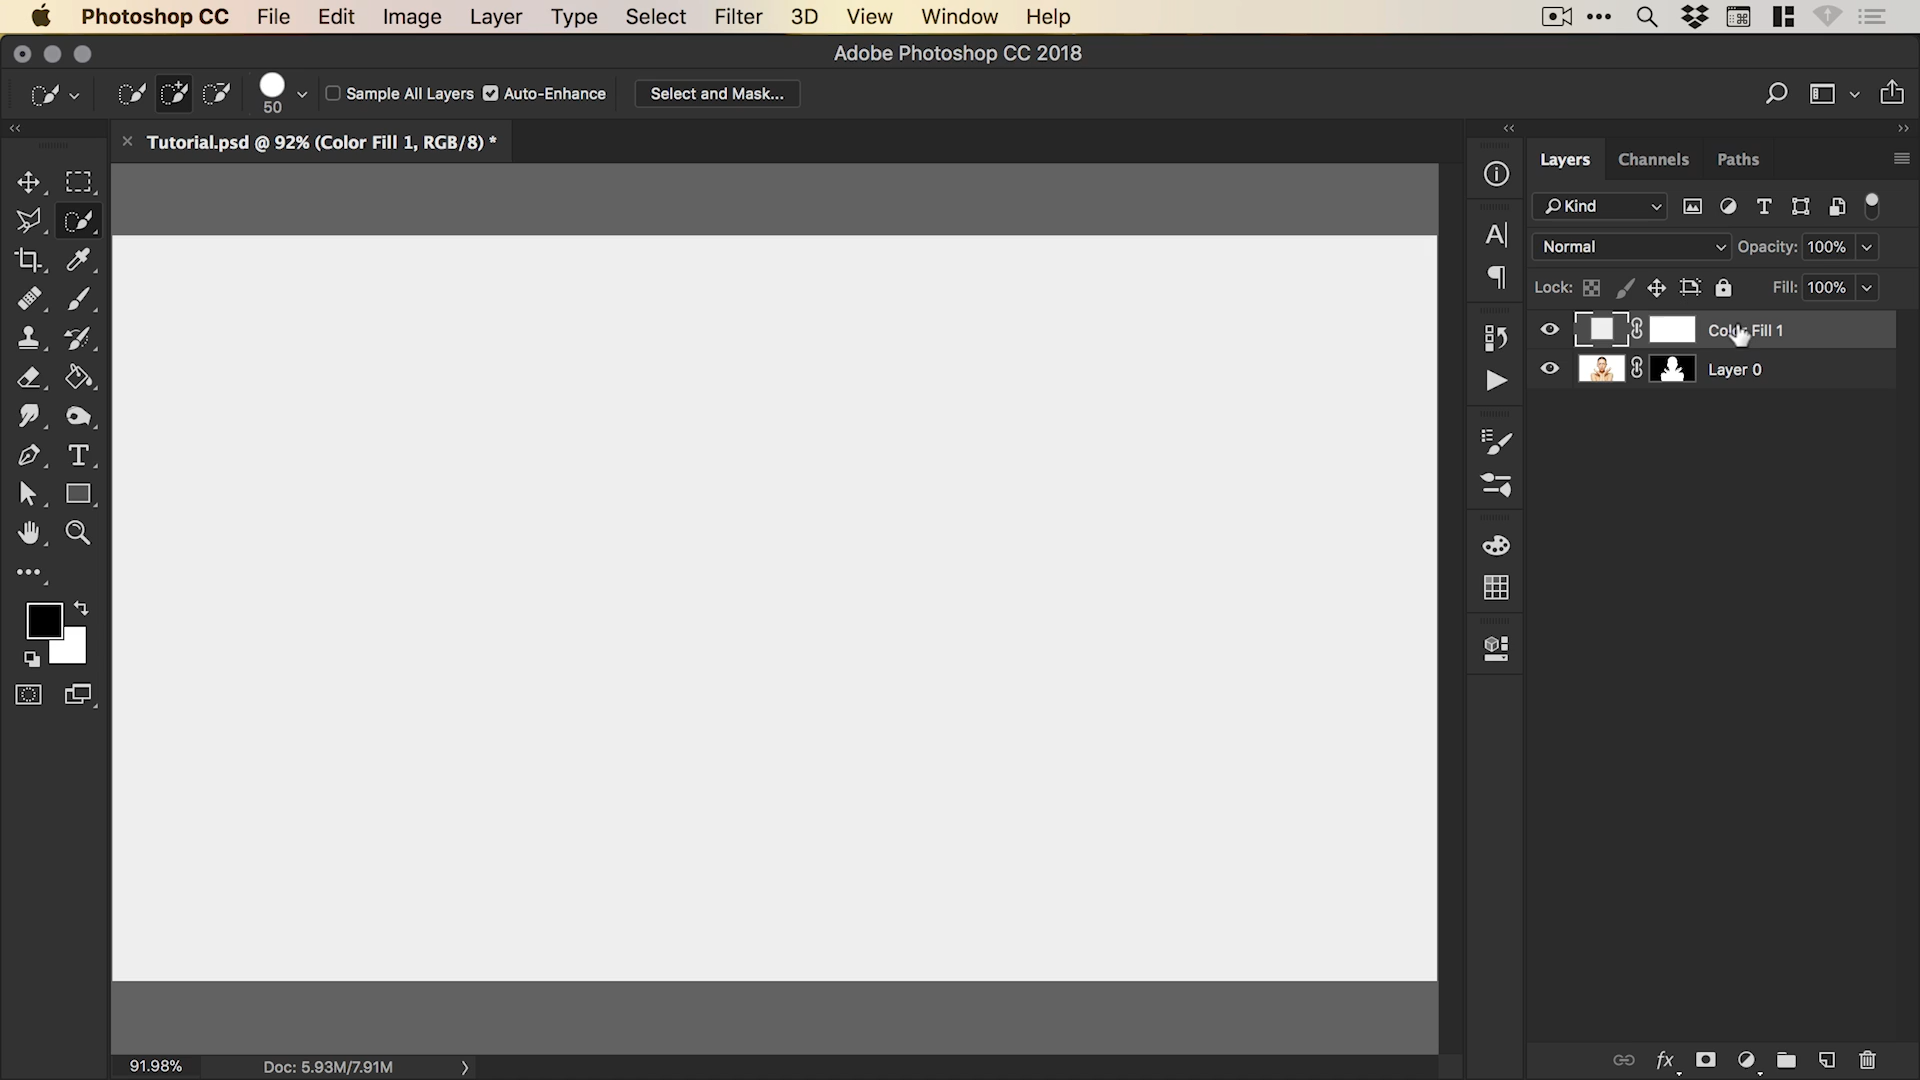 Photoshop CC File Edit Image Layer Type Select Filter 3D View Window Help
Adobe Photoshop CC 2018
50 Sample All Layers Auto-Enhance Select and Mask...
Tutorial.psd @ 92% (Color Fill 1, RGB/8) *
Layers Channels Paths
Kind
Normal Opacity: 100%
Lock: Fill: 100%
Color Fill 1
Layer 0
91.98% Doc: 5.93M/7.91M